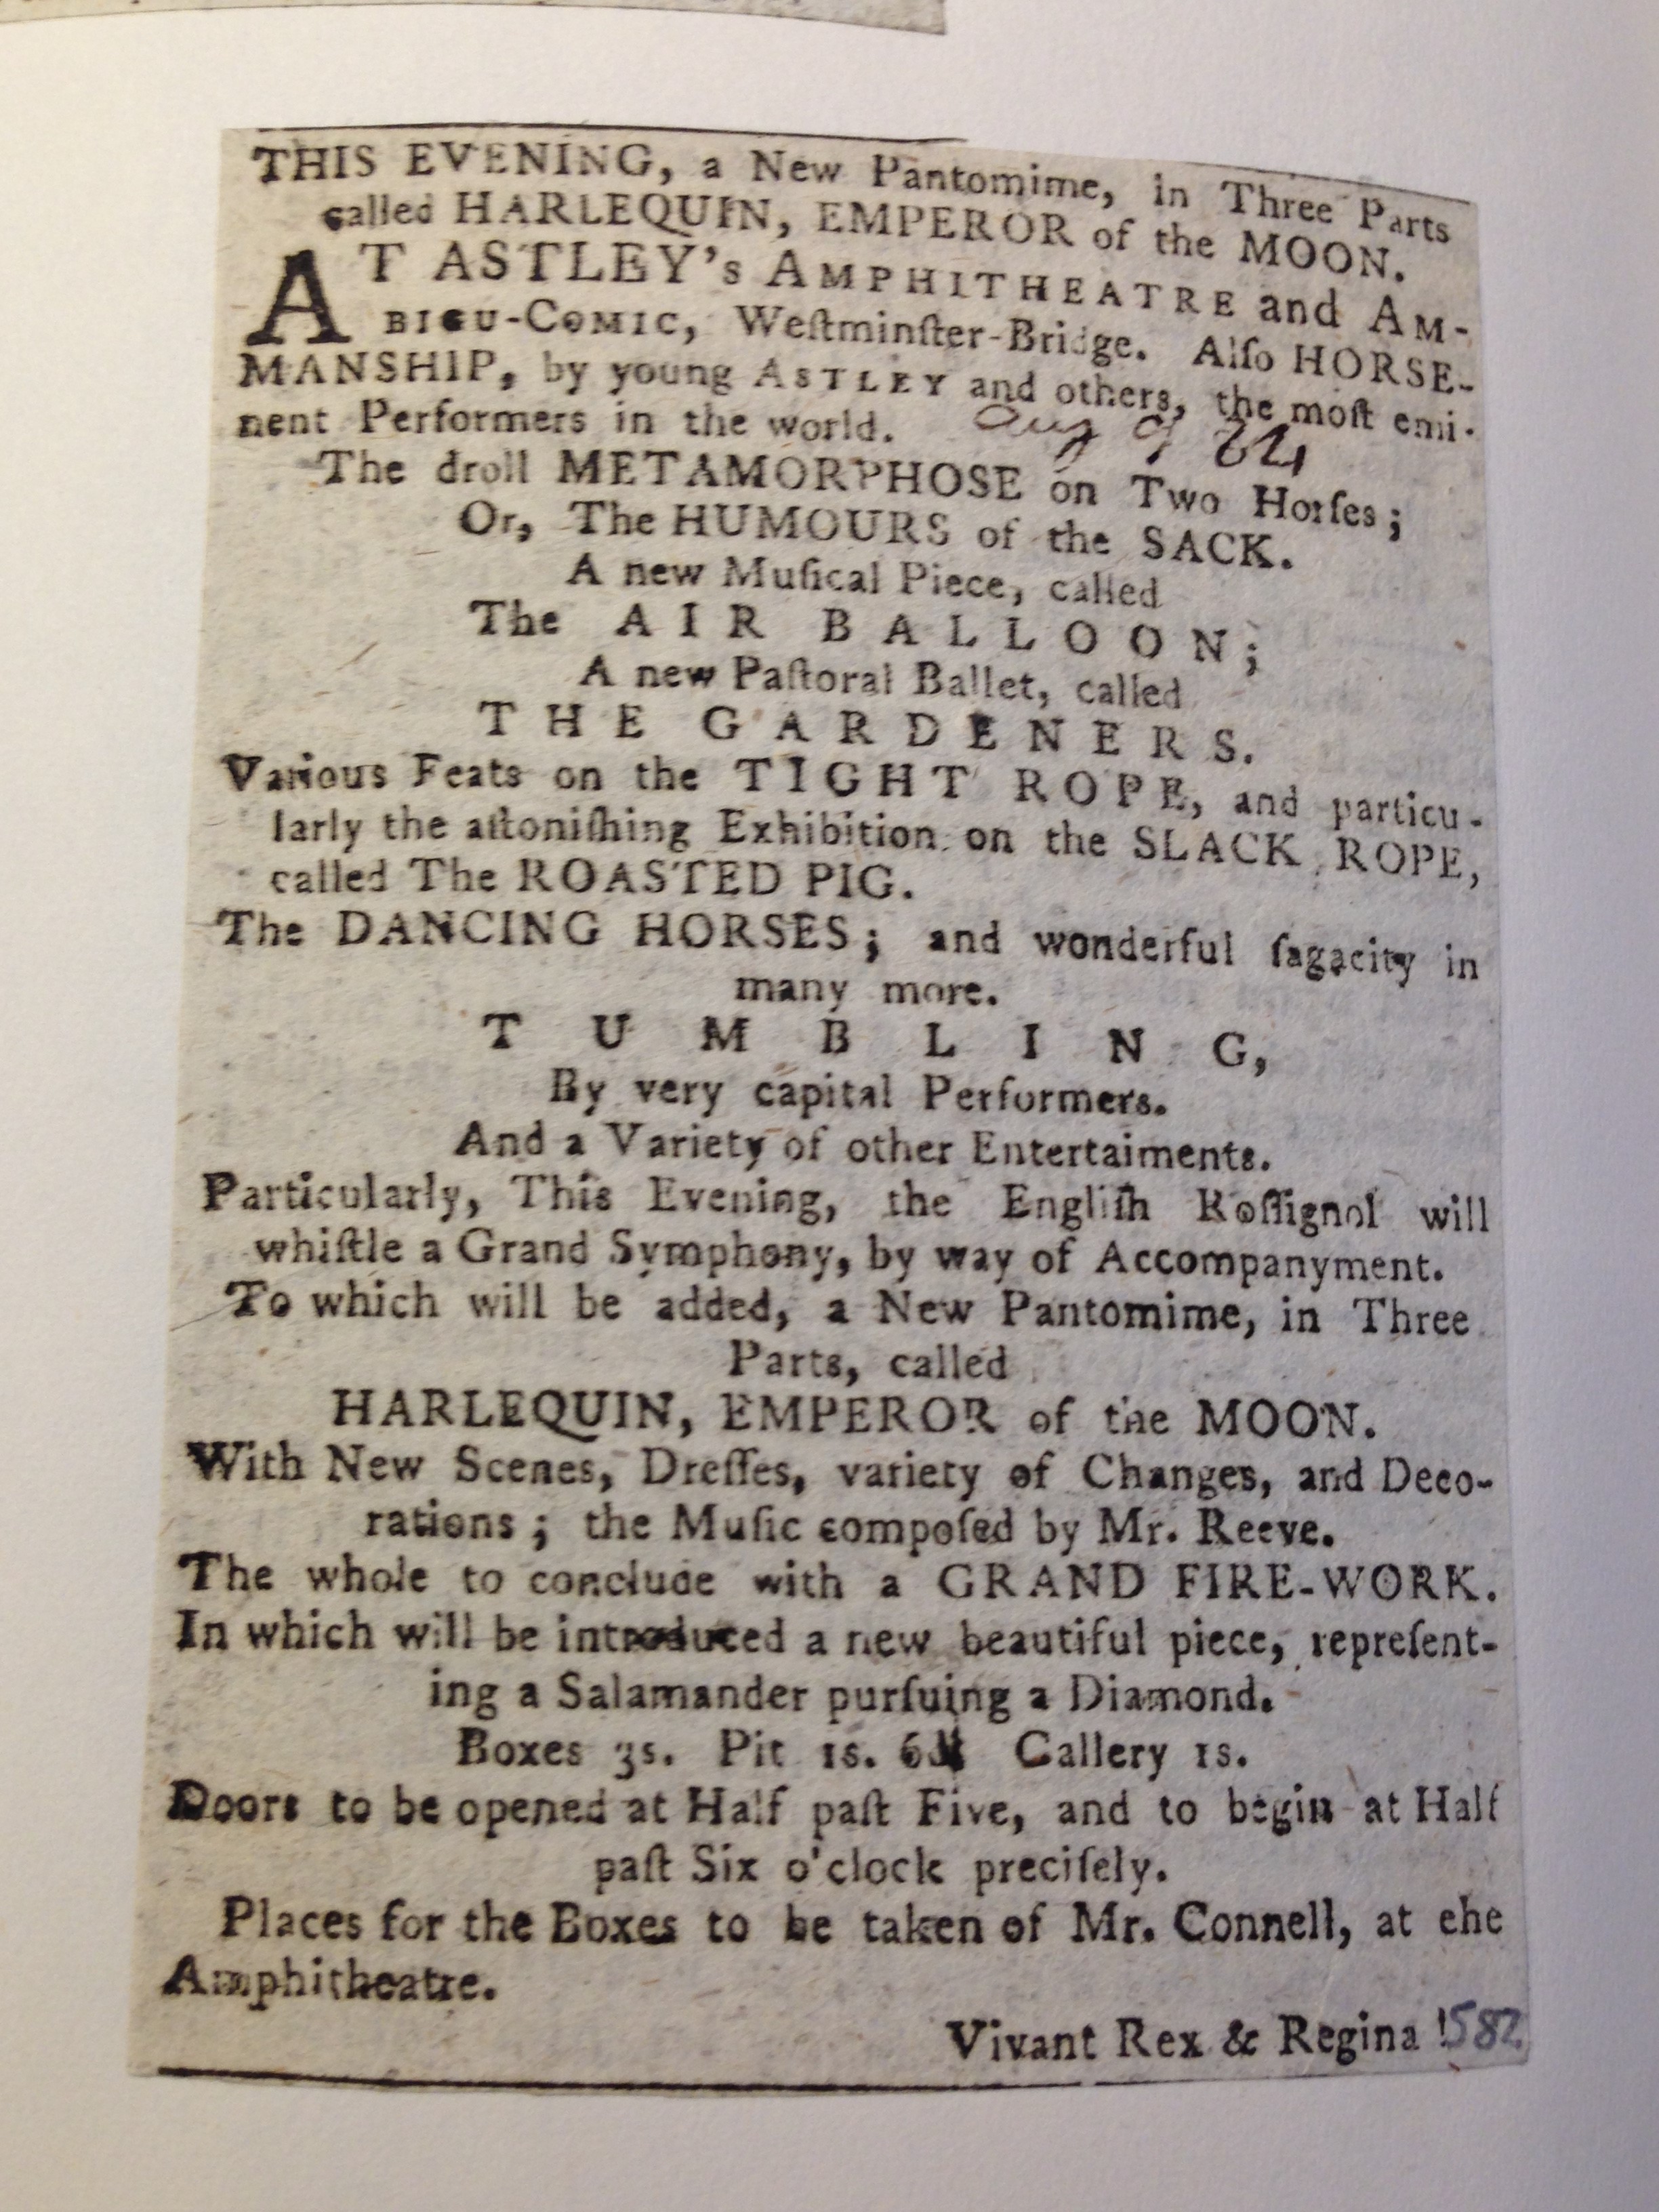 THIS EVENING, a New Pantomime, in Three Parts
called HARLEQUIN, EMPEROR of the MOON.
AT ASTLEY's AMPHITHEATRE and AM-
BIGU-COMIC, Weſtminſter-Bridge. Alſo HORSE-
MANSHIP, by young ASTLEY and others, the moſt emi-
nent Performers in the world.
Aug 9 84
The droll METAMORPHOSE on Two Horſes;
Or, The HUMOURS of the SACK.
A new Muſical Piece, called
The AIR BALLOON;
A new Paſtoral Ballet, called
THE GARDENERS.
Various Feats on the TIGHT ROPE, and particu-
larly the aſtoniſhing Exhibition on the SLACK ROPE,
called The ROASTED PIG.
The DANCING HORSES; and wonderful ſagacity in
many more.
TUMBLING,
By very capital Performers.
And a Variety of other Entertaiments.
Particularly, This Evening, the Engliſh Roſſignol will
whiſtle a Grand Symphony, by way of Accompanyment.
To which will be added, a New Pantomime, in Three
Parts, called
HARLEQUIN, EMPEROR of the MOON.
With New Scenes, Dreſſes, variety of Changes, and Deco-
rations; the Muſic compoſed by Mr. Reeve.
The whole to conclude with a GRAND FIRE-WORK.
In which will be introduced a new beautiful piece, repreſent-
ing a Salamander purſuing a Diamond.
Boxes 3s. Pit 1s. 6d Gallery 1s.
Doors to be opened at Half paſt Five, and to begin at Half
paſt Six o'clock preciſely.
Places for the Boxes to be taken of Mr. Connell, at ehe
Amphitheatre.
Vivant Rex & Regina !
582